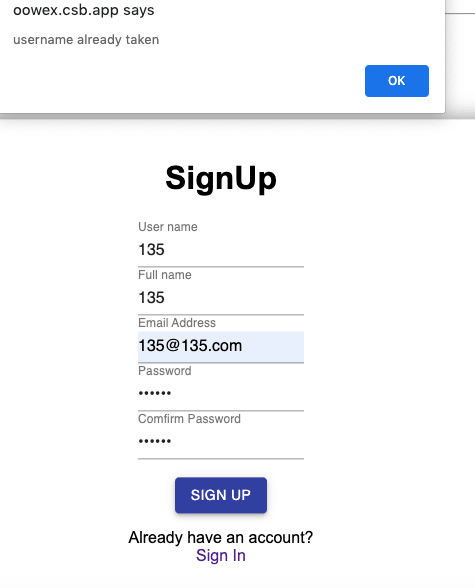 oowex.csb.app says
username already taken
OK
SignUp
User name
135
Full name
135
Email Address
135@135.com
Password
••••••
Comfirm Password
••••••
SIGN UP
Already have an account?
Sign In